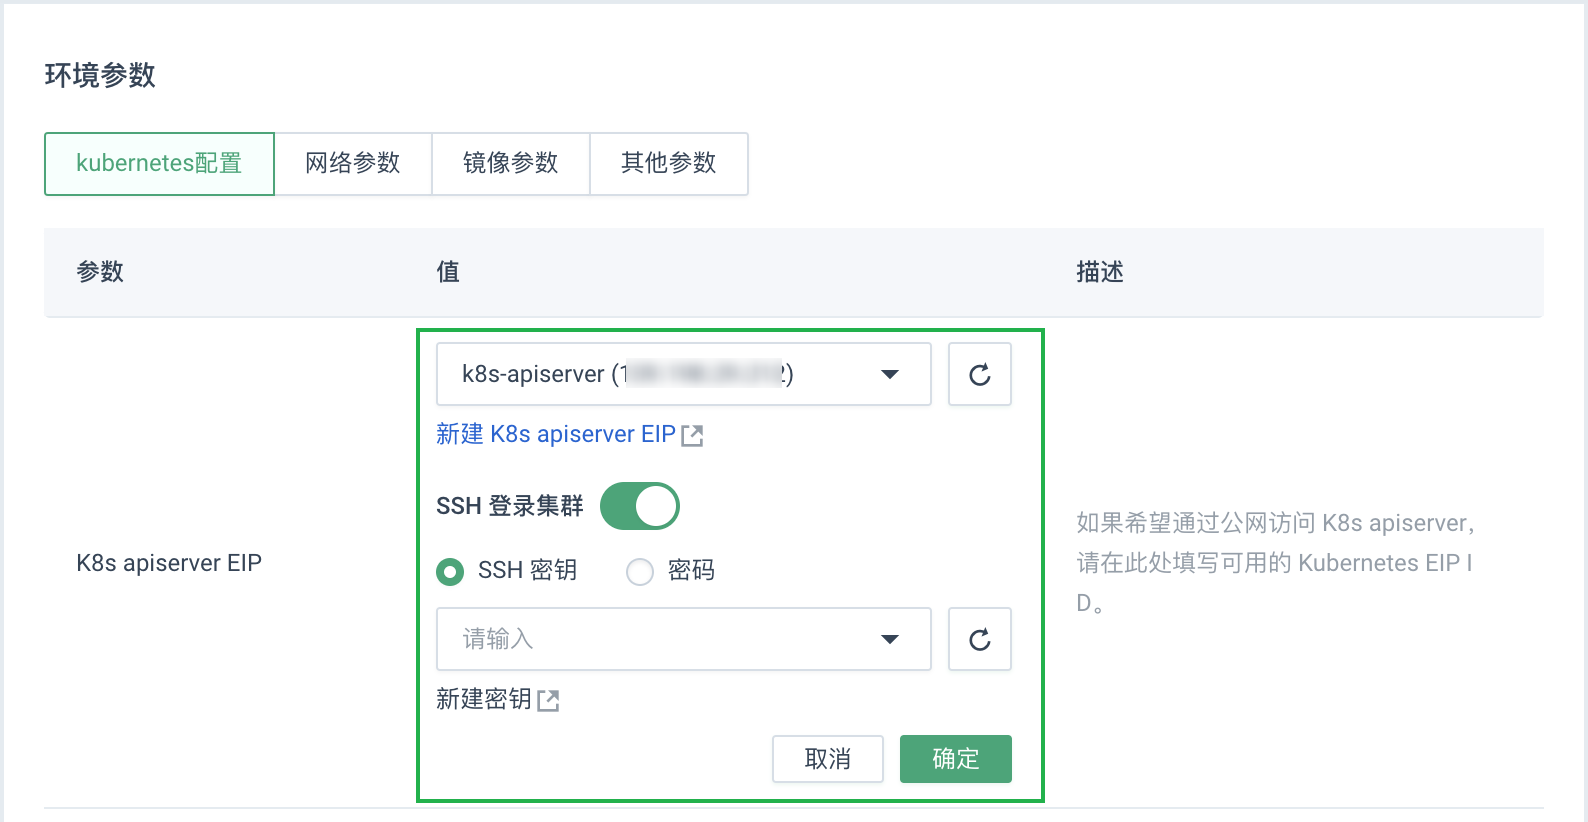 环境参数
kubernetes配置 网络参数 镜像参数 其他参数
参数 值 描述
k8s-apiserver (1 2)
新建 K8s apiserver EIP
SSH 登录集群
SSH 密钥 密码
请输入
新建密钥
取消 确定
K8s apiserver EIP
如果希望通过公网访问 K8s apiserver,
请在此处填写可用的 Kubernetes EIP I
D。